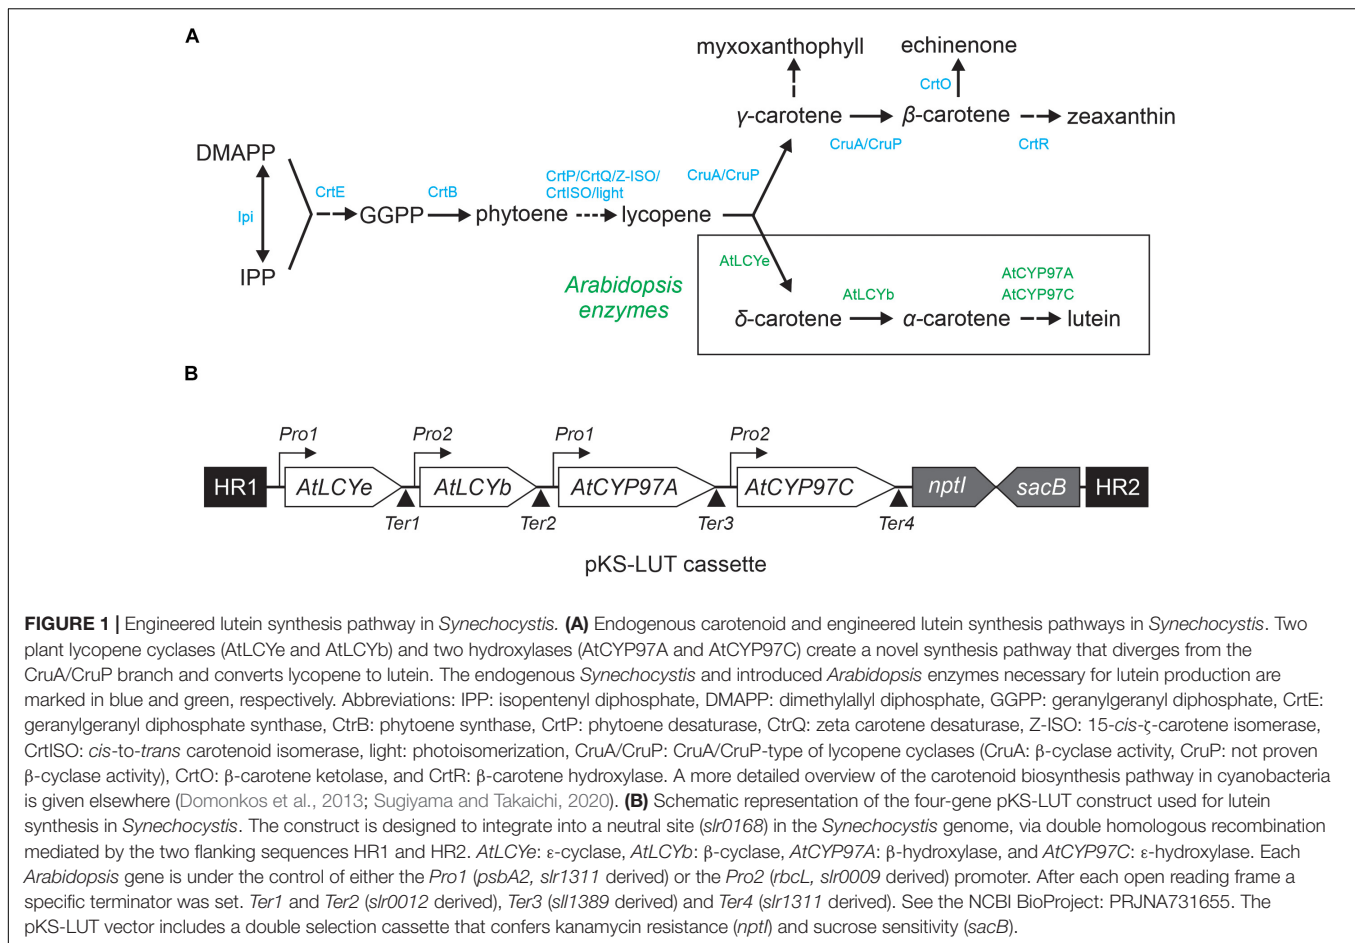 A
myxoxanthophyll echinenone
CrtO
γ-carotene β-carotene zeaxanthin
CruA/CruP CrtR
DMAPP
CrtE CrtB CrtP/CrtQ/Z-ISO/
CrtISO/light CruA/CruP
Ipi GGPP phytoene lycopene
IPP
Arabidopsis
enzymes
AtLCYe
AtLCYb AtCYP97A
AtCYP97C
δ-carotene α-carotene lutein
B
Pro1 Pro2 Pro1 Pro2
HR1 AtLCYe AtLCYb AtCYP97A AtCYP97C nptI sacB HR2
Ter1 Ter2 Ter3 Ter4
pKS-LUT cassette
FIGURE 1 | Engineered lutein synthesis pathway in Synechocystis. (A) Endogenous carotenoid and engineered lutein synthesis pathways in Synechocystis. Two
plant lycopene cyclases (AtLCYe and AtLCYb) and two hydroxylases (AtCYP97A and AtCYP97C) create a novel synthesis pathway that diverges from the
CruA/CruP branch and converts lycopene to lutein. The endogenous Synechocystis and introduced Arabidopsis enzymes necessary for lutein production are
marked in blue and green, respectively. Abbreviations: IPP: isopentenyl diphosphate, DMAPP: dimethylallyl diphosphate, GGPP: geranylgeranyl diphosphate, CrtE:
geranylgeranyl diphosphate synthase, CtrB: phytoene synthase, CrtP: phytoene desaturase, CtrQ: zeta carotene desaturase, Z-ISO: 15-cis-ζ-carotene isomerase,
CrtISO: cis-to-trans carotenoid isomerase, light: photoisomerization, CruA/CruP: CruA/CruP-type of lycopene cyclases (CruA: β-cyclase activity, CruP: not proven
β-cyclase activity), CrtO: β-carotene ketolase, and CrtR: β-carotene hydroxylase. A more detailed overview of the carotenoid biosynthesis pathway in cyanobacteria
is given elsewhere (Domonkos et al., 2013; Sugiyama and Takaichi, 2020). (B) Schematic representation of the four-gene pKS-LUT construct used for lutein
synthesis in Synechocystis. The construct is designed to integrate into a neutral site (slr0168) in the Synechocystis genome, via double homologous recombination
mediated by the two flanking sequences HR1 and HR2. AtLCYe: ε-cyclase, AtLCYb: β-cyclase, AtCYP97A: β-hydroxylase, and AtCYP97C: ε-hydroxylase. Each
Arabidopsis gene is under the control of either the Pro1 (psbA2, slr1311 derived) or the Pro2 (rbcL, slr0009 derived) promoter. After each open reading frame a
specific terminator was set. Ter1 and Ter2 (slr0012 derived), Ter3 (sll1389 derived) and Ter4 (slr1311 derived). See the NCBI BioProject: PRJNA731655. The
pKS-LUT vector includes a double selection cassette that confers kanamycin resistance (nptI) and sucrose sensitivity (sacB).